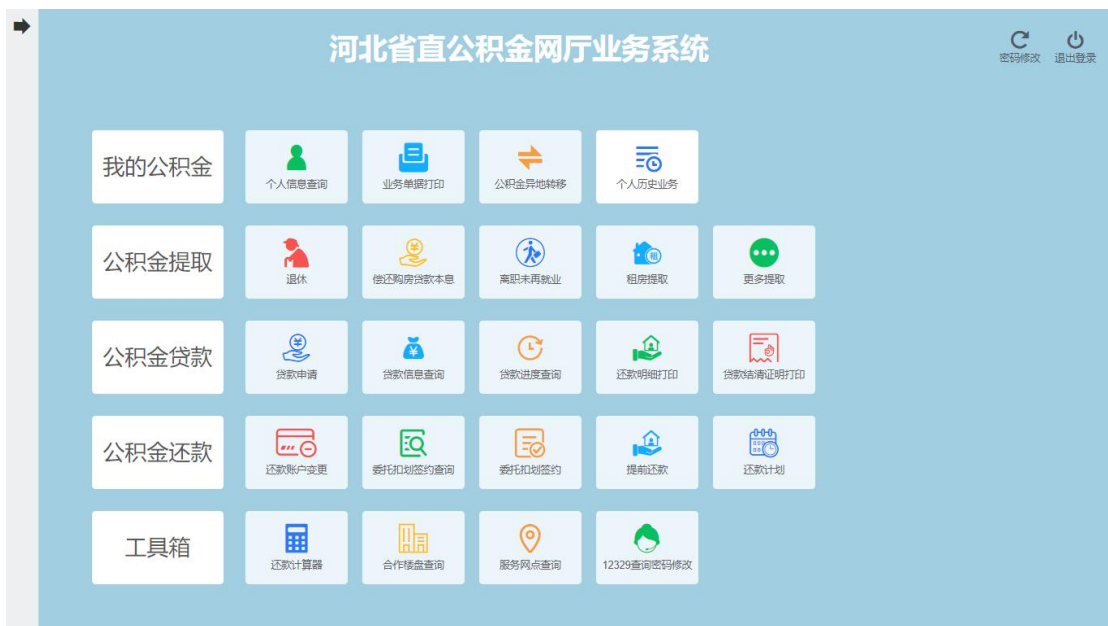 河北省直公积金网厅业务系统
密码修改 退出登录
我的公积金 个人信息查询 业务单据打印 公积金异地转移 个人历史业务
公积金提取 退休 偿还购房贷款本息 离职未再就业 租房提取 更多提取
租
公积金贷款 贷款申请 贷款信息查询 贷款进度查询 还款明细打印 贷款结清证明打印
公积金还款 还款账户变更 委托扣划签约查询 委托扣划签约 提前还款 还款计划
工具箱 还款计算器 合作楼盘查询 服务网点查询 12329查询密码修改